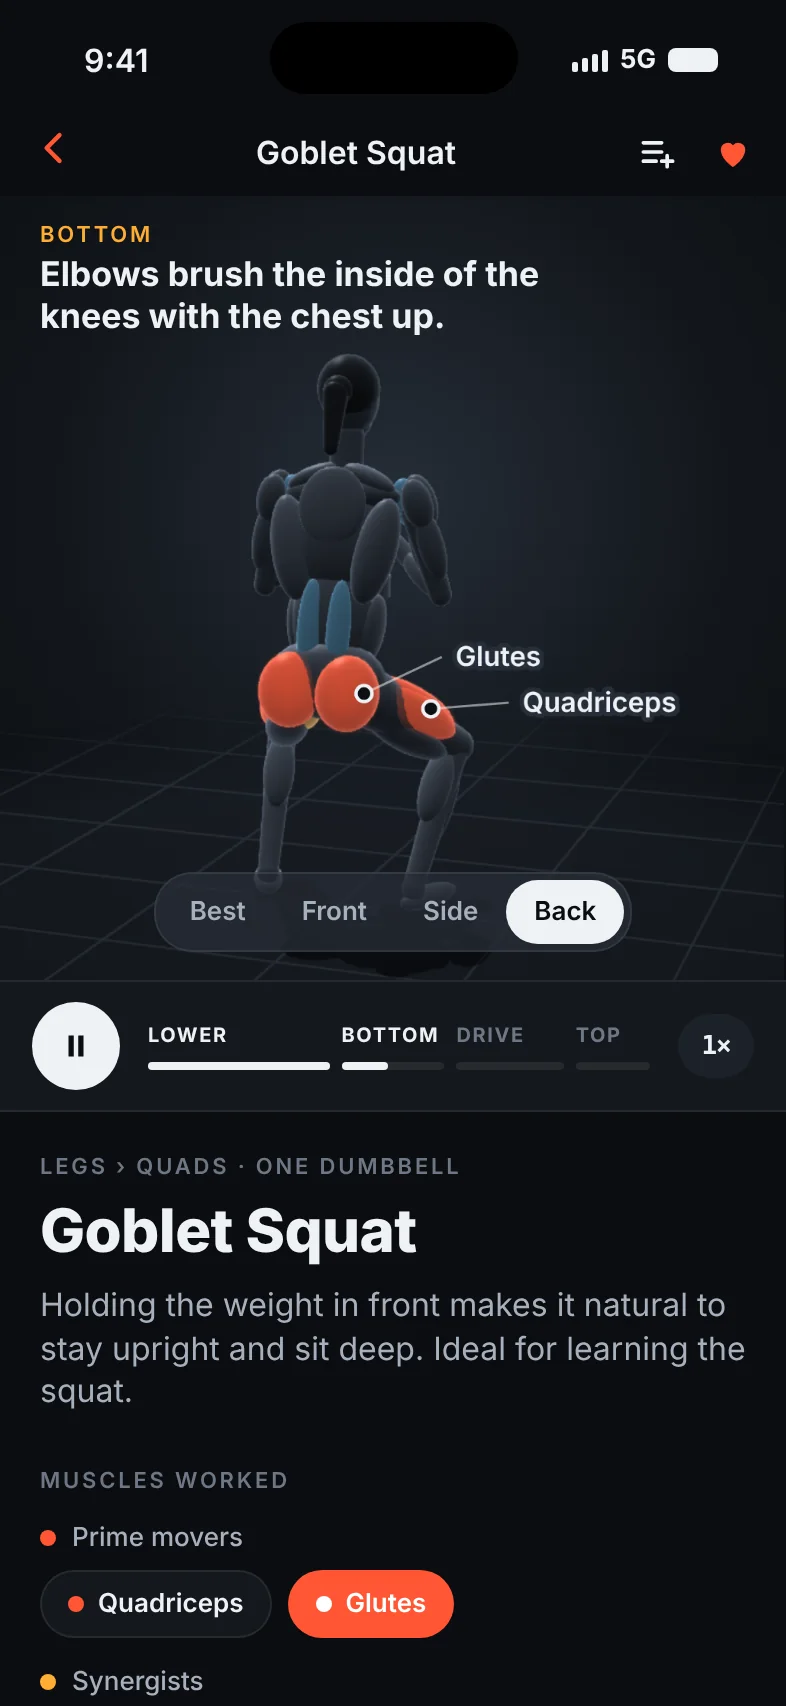 9:41
5G
Goblet Squat
BOTTOM
Elbows brush the inside of the
knees with the chest up.
Glutes
Quadriceps
Best Front Side Back
LOWER BOTTOM DRIVE TOP
1×
LEGS › QUADS · ONE DUMBBELL
Goblet Squat
Holding the weight in front makes it natural to
stay upright and sit deep. Ideal for learning the
squat.
MUSCLES WORKED
Prime movers
Quadriceps Glutes
Synergists